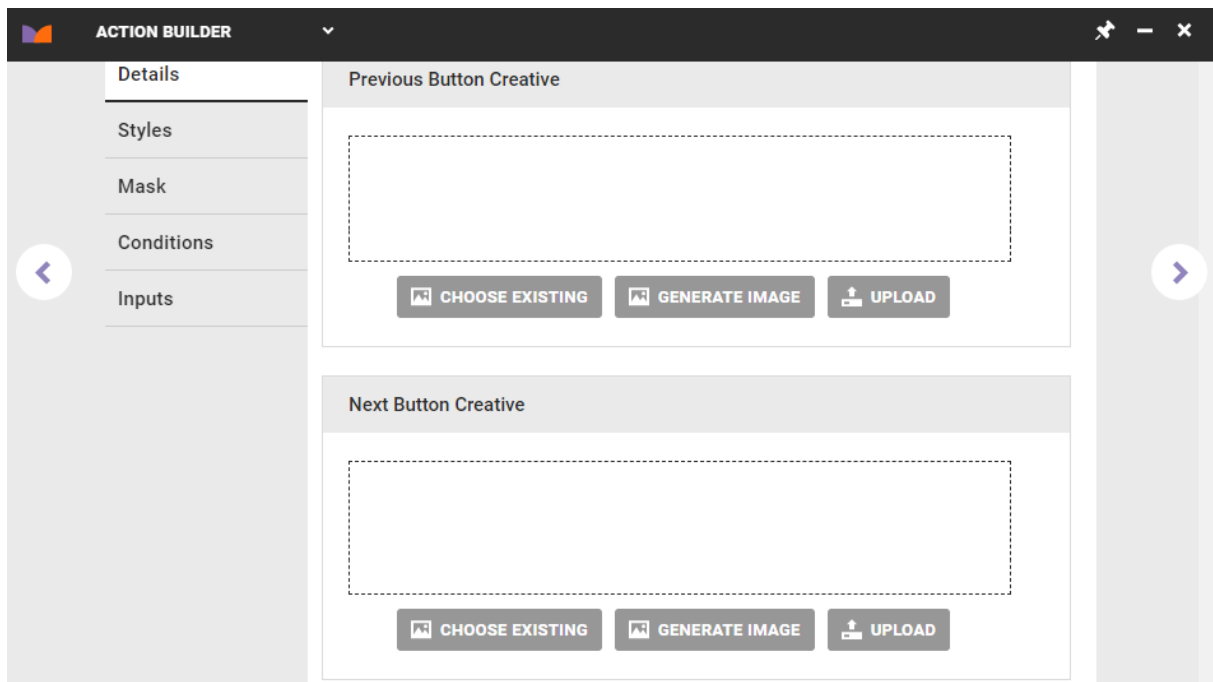 ACTION BUILDER
Details
Styles
Mask
Conditions
Inputs
Previous Button Creative
CHOOSE EXISTING
GENERATE IMAGE
UPLOAD
Next Button Creative
CHOOSE EXISTING
GENERATE IMAGE
UPLOAD